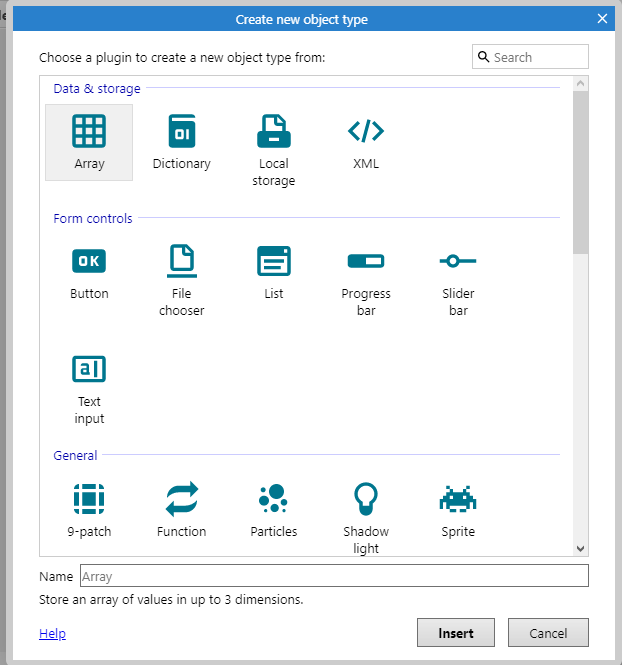 Create new object type
Choose a plugin to create a new object type from:
Search
Data & storage
Array
Dictionary
Local
storage
XML
Form controls
OK
Button
File
chooser
List
Progress
bar
Slider
bar
a
Text
input
General
9-patch
Function
Particles
Shadow
light
Sprite
Name
Array
Store an array of values in up to 3 dimensions.
Help
Insert
Cancel